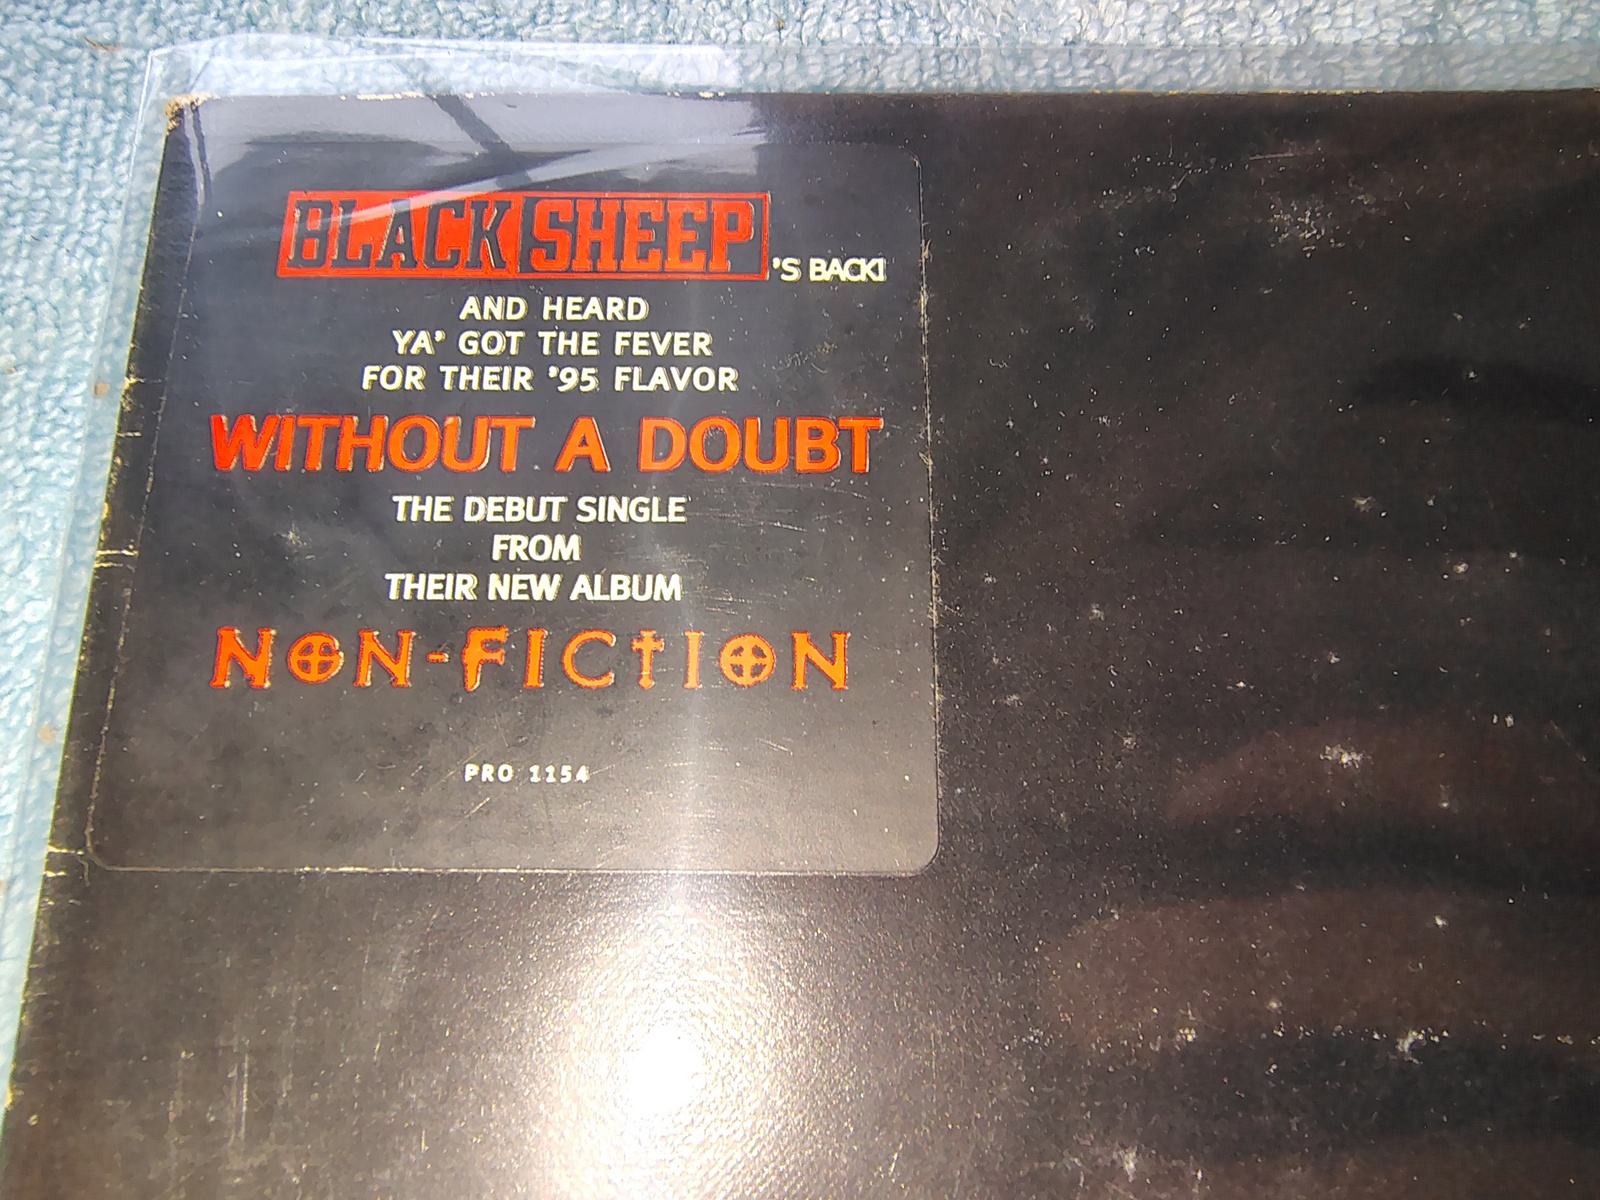 BLACK SHEEP 'S BACK!
AND HEARD
YA' GOT THE FEVER
FOR THEIR '95 FLAVOR
WITHOUT A DOUBT
THE DEBUT SINGLE
FROM
THEIR NEW ALBUM
NON-FICTION
PRO 1154